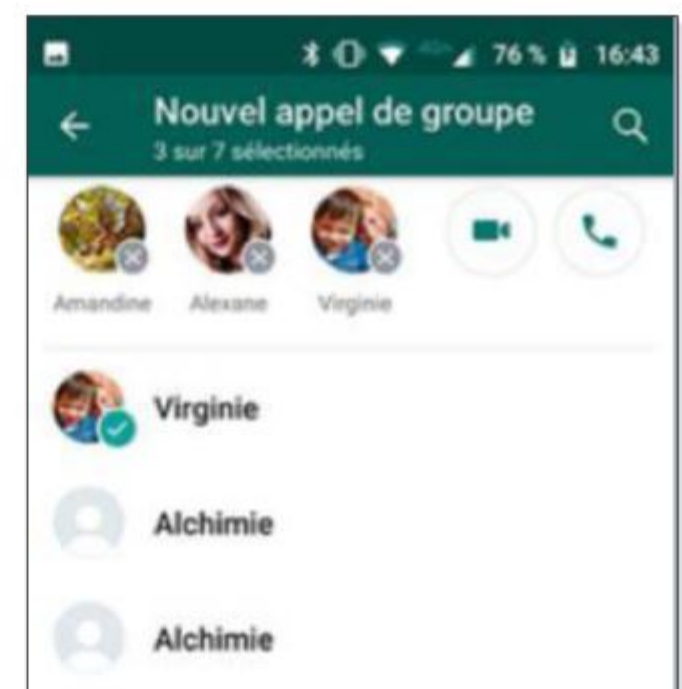 76 % 16:43
Nouvel appel de groupe
3 sur 7 sélectionnés
Amandine Alexane Virginie
Virginie
Alchimie
Alchimie